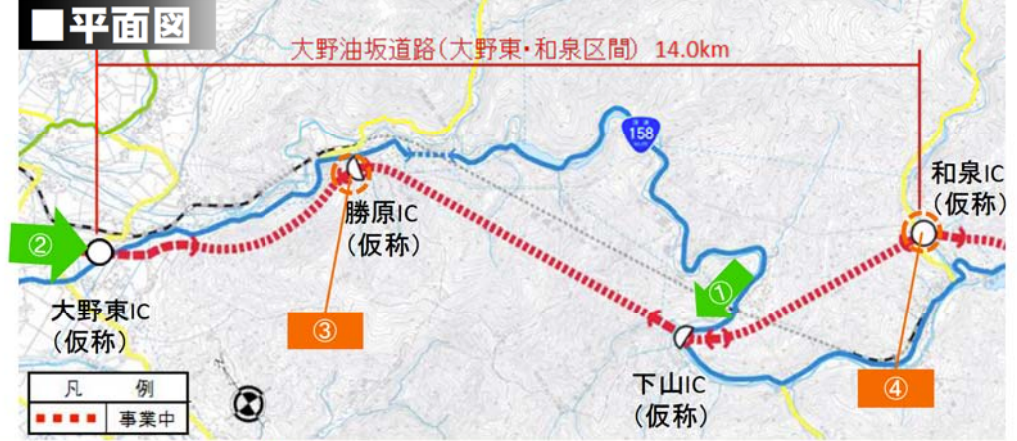 ■平面図
大野油坂道路(大野東・和泉区間) 14.0km
158
和泉IC
(仮称)
勝原IC
(仮称)
②
①
大野東IC
(仮称)
③
下山IC
(仮称)
④
凡 例
事業中